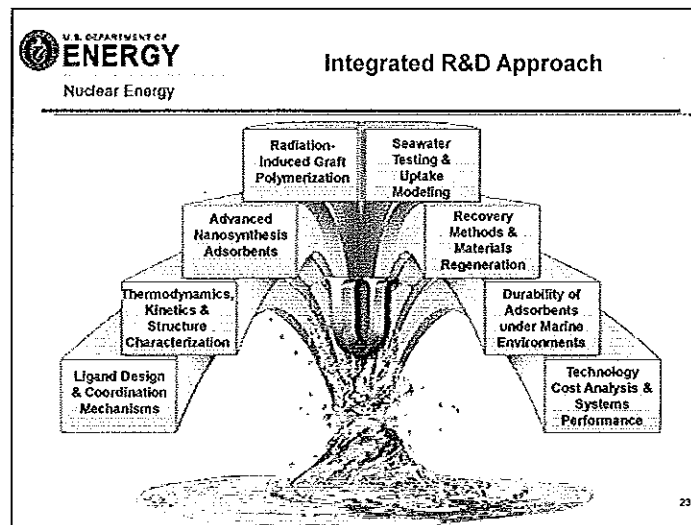 U.S. DEPARTMENT OF
ENERGY
Nuclear Energy
Integrated R&D Approach
Radiation-
Induced Graft
Polymerization
Seawater
Testing &
Uptake
Modeling
Advanced
Nanosynthesis
Adsorbents
Recovery
Methods &
Materials
Regeneration
Thermodynamics,
Kinetics &
Structure
Characterization
Durability of
Adsorbents
under Marine
Environments
Ligand Design
& Coordination
Mechanisms
Technology
Cost Analysis &
Systems
Performance
U
23